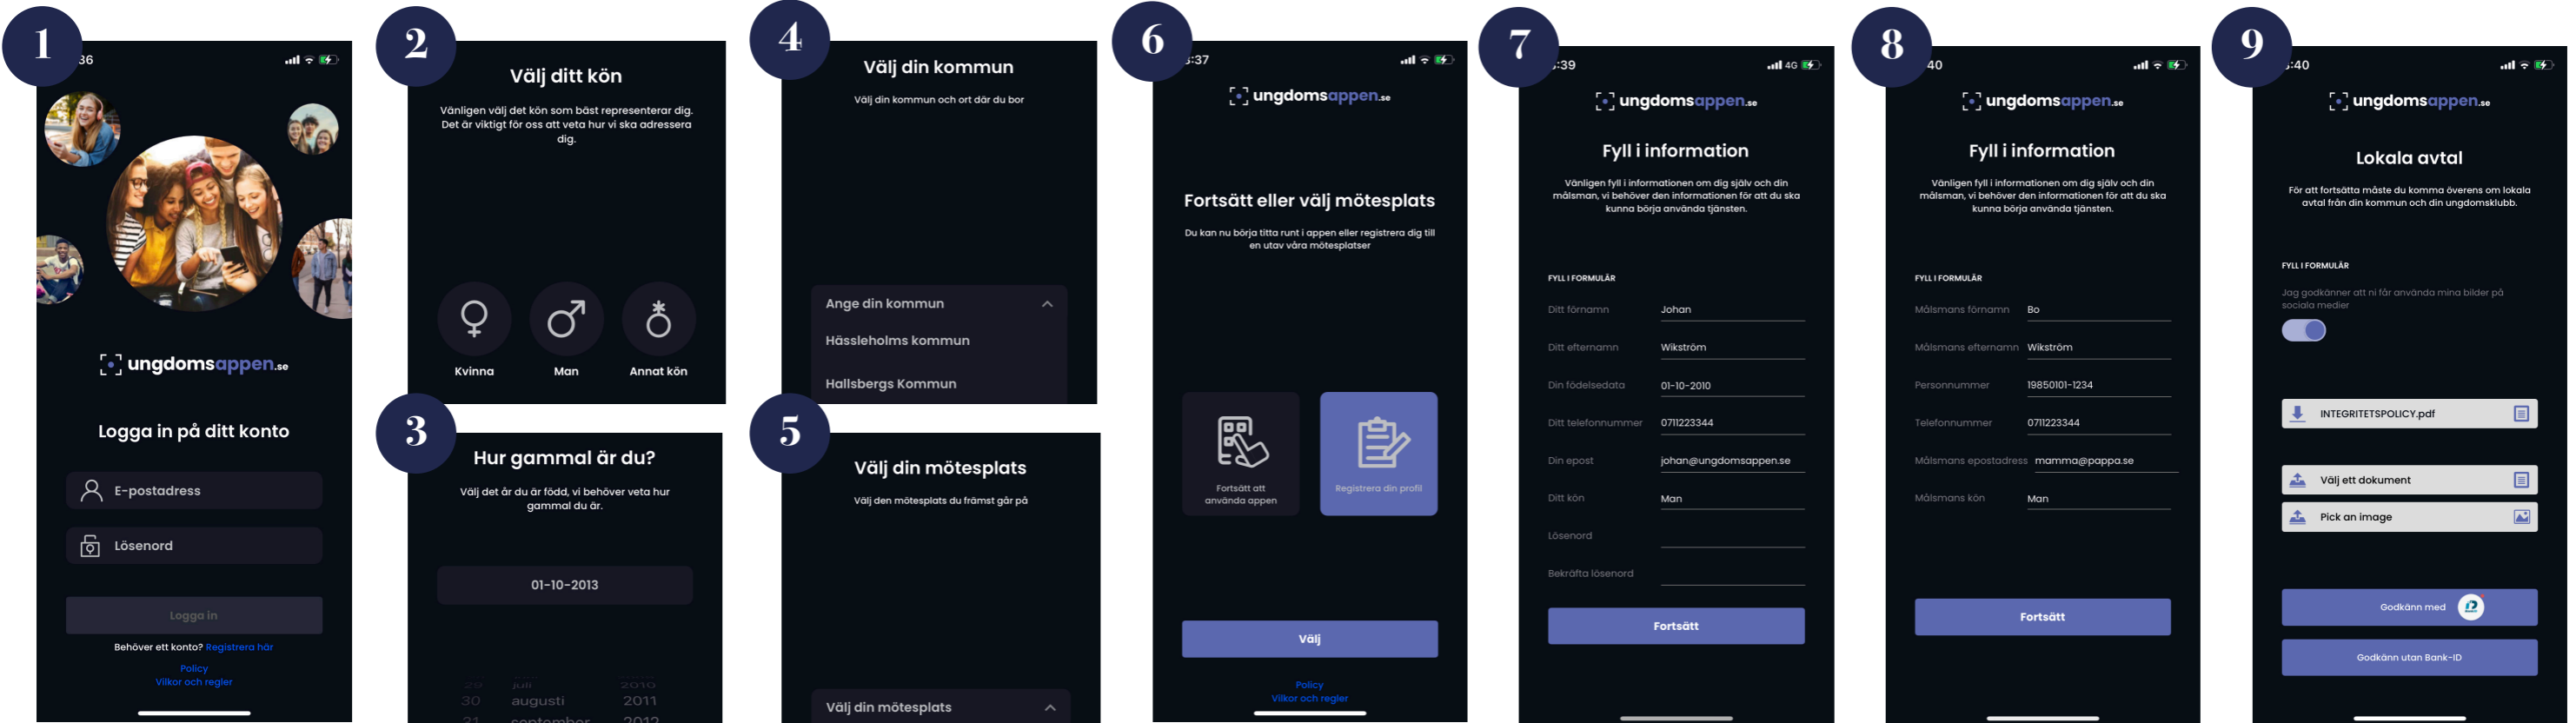 1
36
ungdomsappen.se
Logga in på ditt konto
E-postadress
Lösenord
Logga in
Behöver ett konto? Registrera här
Policy
Vilkor och regler
2
Välj ditt kön
Vänligen välj det kön som bäst representerar dig.
Det är viktigt för oss att veta hur vi ska adressera
dig.
Kvinna Man Annat kön
3
Hur gammal är du?
Välj det år du är född, vi behöver veta hur
gammal du är.
01-10-2013
29 juli 2010
30 augusti 2011
31 september 2012
4
Välj din kommun
Välj din kommun och ort där du bor
Ange din kommun
Hässleholms kommun
Hallsbergs Kommun
5
Välj din mötesplats
Välj den mötesplats du främst går på
Välj din mötesplats
6
:37
ungdomsappen.se
Fortsätt eller välj mötesplats
Du kan nu börja titta runt i appen eller registrera dig till
en utav våra mötesplatser
Fortsätt att
använda appen
Registrera din profil
Välj
Policy
Vilkor och regler
7
:39
4G
ungdomsappen.se
Fyll i information
Vänligen fyll i informationen om dig själv och din
målsman, vi behöver den informationen för att du ska
kunna börja använda tjänsten.
FYLL I FORMULÄR
Ditt förnamn Johan
Ditt efternamn Wikström
Din födelsedata 01-10-2010
Ditt telefonnummer 0711223344
Din epost johan@ungdomsappen.se
Ditt kön Man
Lösenord
Bekräfta lösenord
Fortsätt
8
40
ungdomsappen.se
Fyll i information
Vänligen fyll i informationen om dig själv och din
målsman, vi behöver den informationen för att du ska
kunna börja använda tjänsten.
FYLL I FORMULÄR
Målsmans förnamn Bo
Målsmans efternamn Wikström
Personnummer 19850101-1234
Telefonnummer 0711223344
Målsmans epostadress mamma@pappa.se
Målsmans kön Man
Fortsätt
9
:40
ungdomsappen.se
Lokala avtal
För att fortsätta måste du komma överens om lokala
avtal från din kommun och din ungdomsklubb.
FYLL I FORMULÄR
Jag godkänner att ni får använda mina bilder på
sociala medier
INTEGRITETSPOLICY.pdf
Välj ett dokument
Pick an image
Godkänn med
Godkänn utan Bank-ID